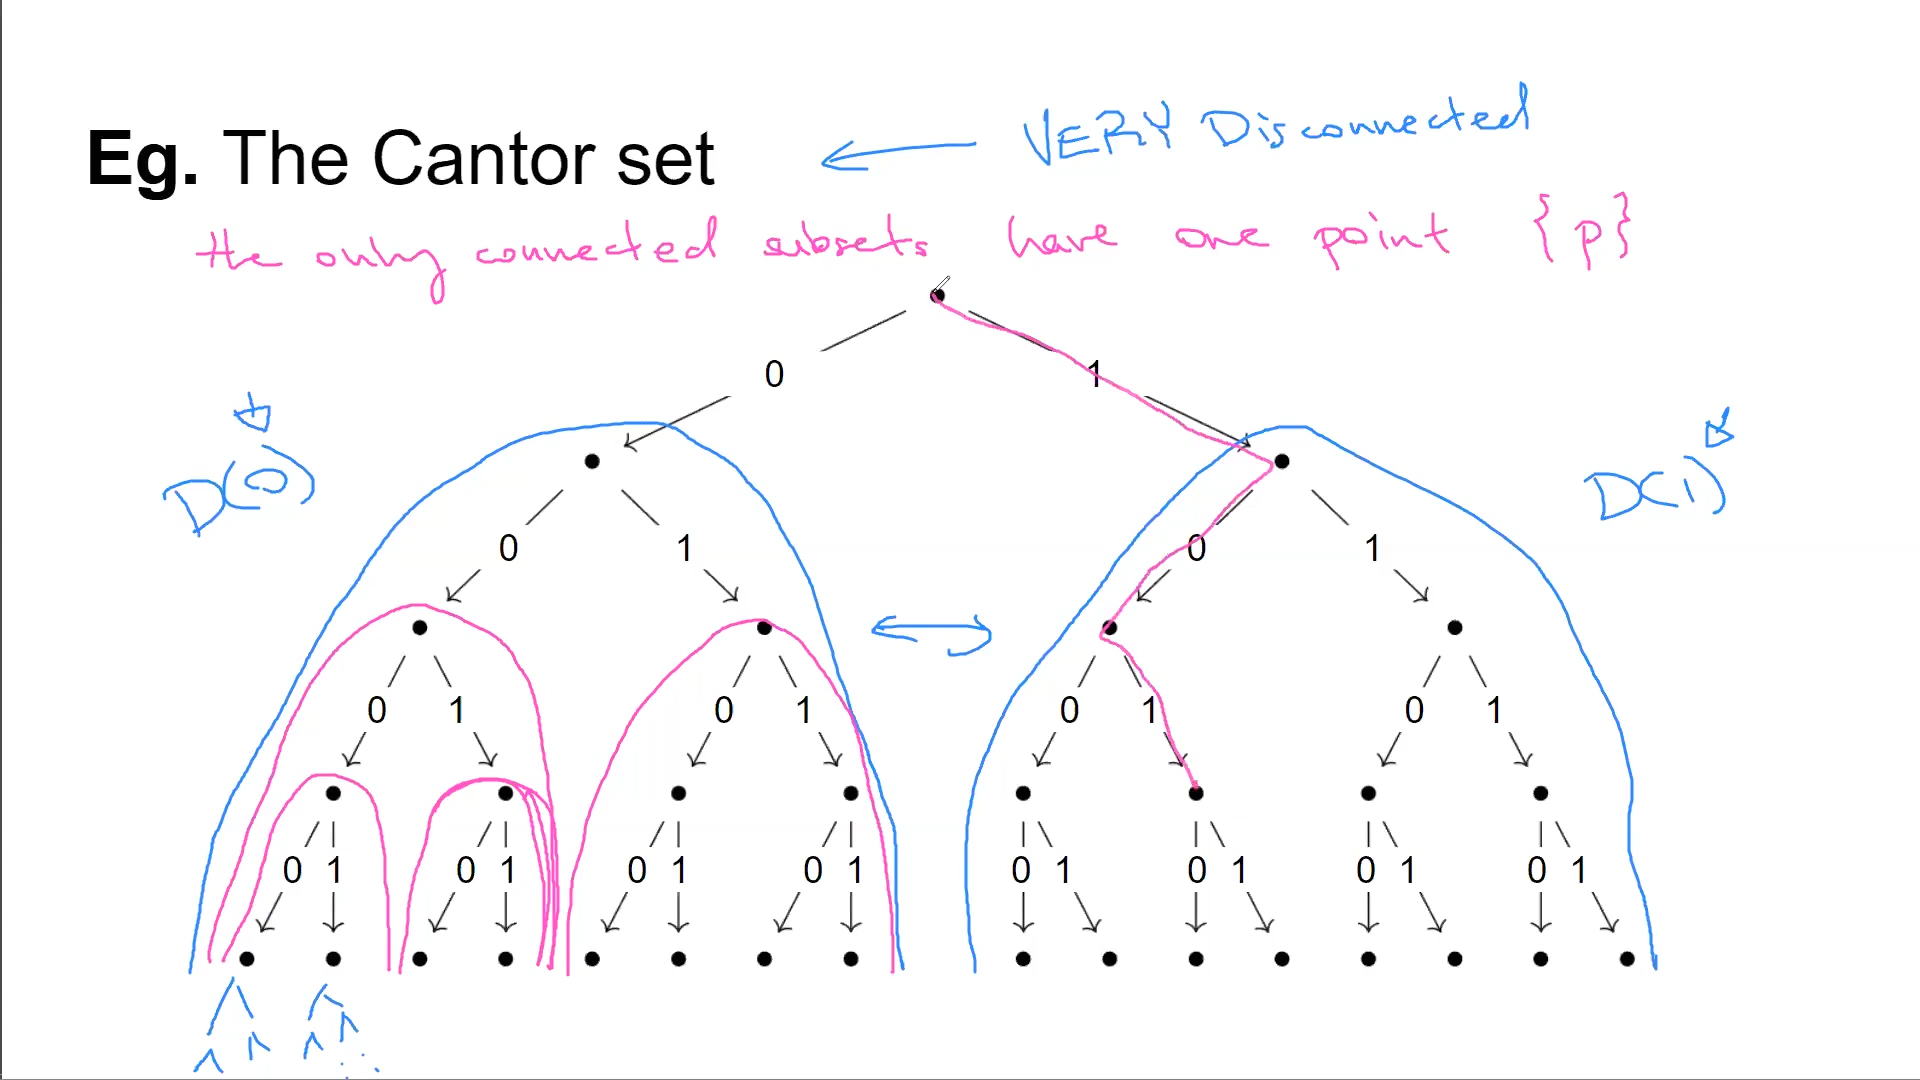 Eg. The Cantor set
VERY Disconnected
the only connected subsets have one point {p}
0 1
D(0)
D(1)
0 1 0 1
0 1 0 1 0 1 0 1
0 1 0 1 0 1 0 1 0 1 0 1 0 1 0 1